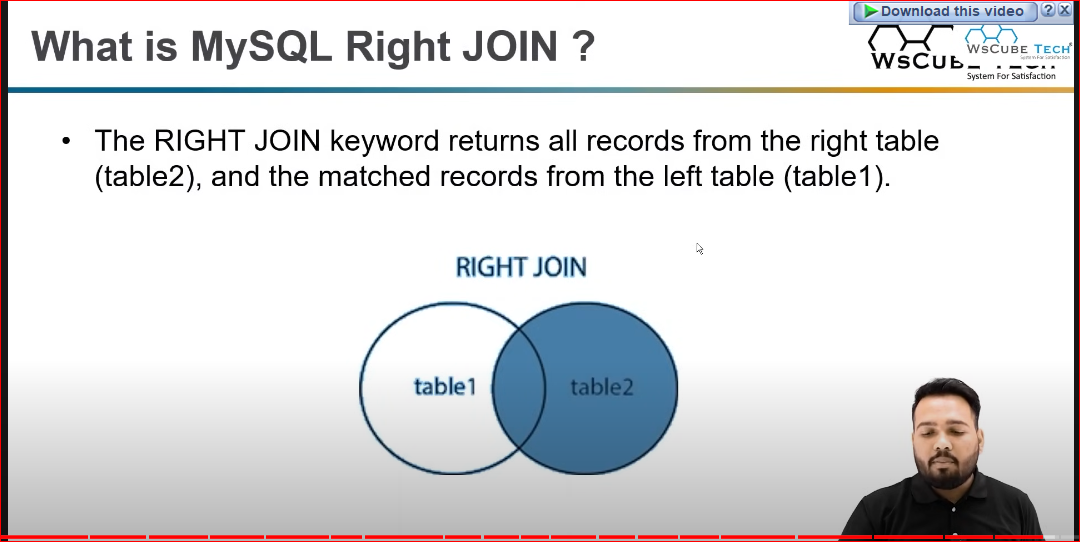 Download this video
What is MySQL Right JOIN ?
WsCube Tech
System For Satisfaction
• The RIGHT JOIN keyword returns all records from the right table
(table2), and the matched records from the left table (table1).
RIGHT JOIN
table1
table2